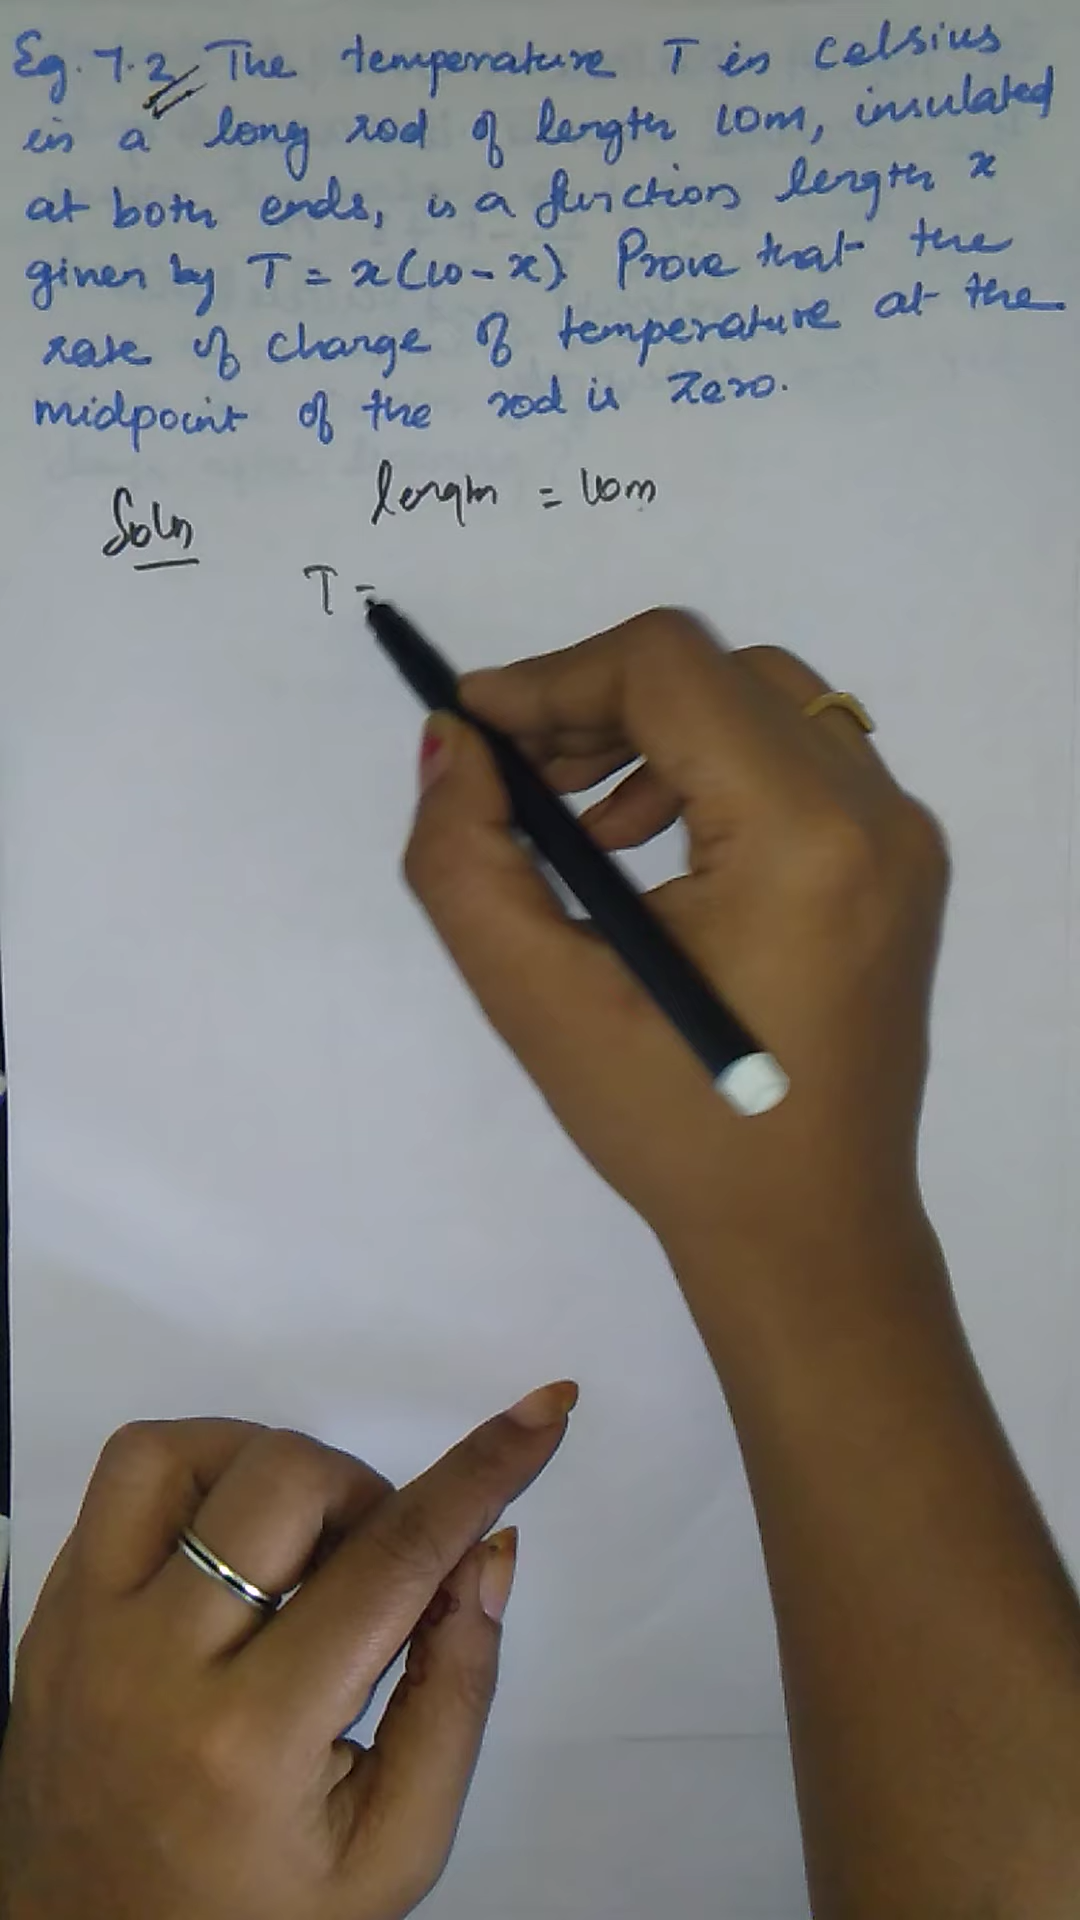 Eg. 7.2 The temperature T in celsius
in a long rod of length 10m, insulated
at both ends, is a function length x
given by T = x(10-x). Prove that the
rate of change of temperature at the
midpoint of the rod is Zero.
Soln length = 10m
T =